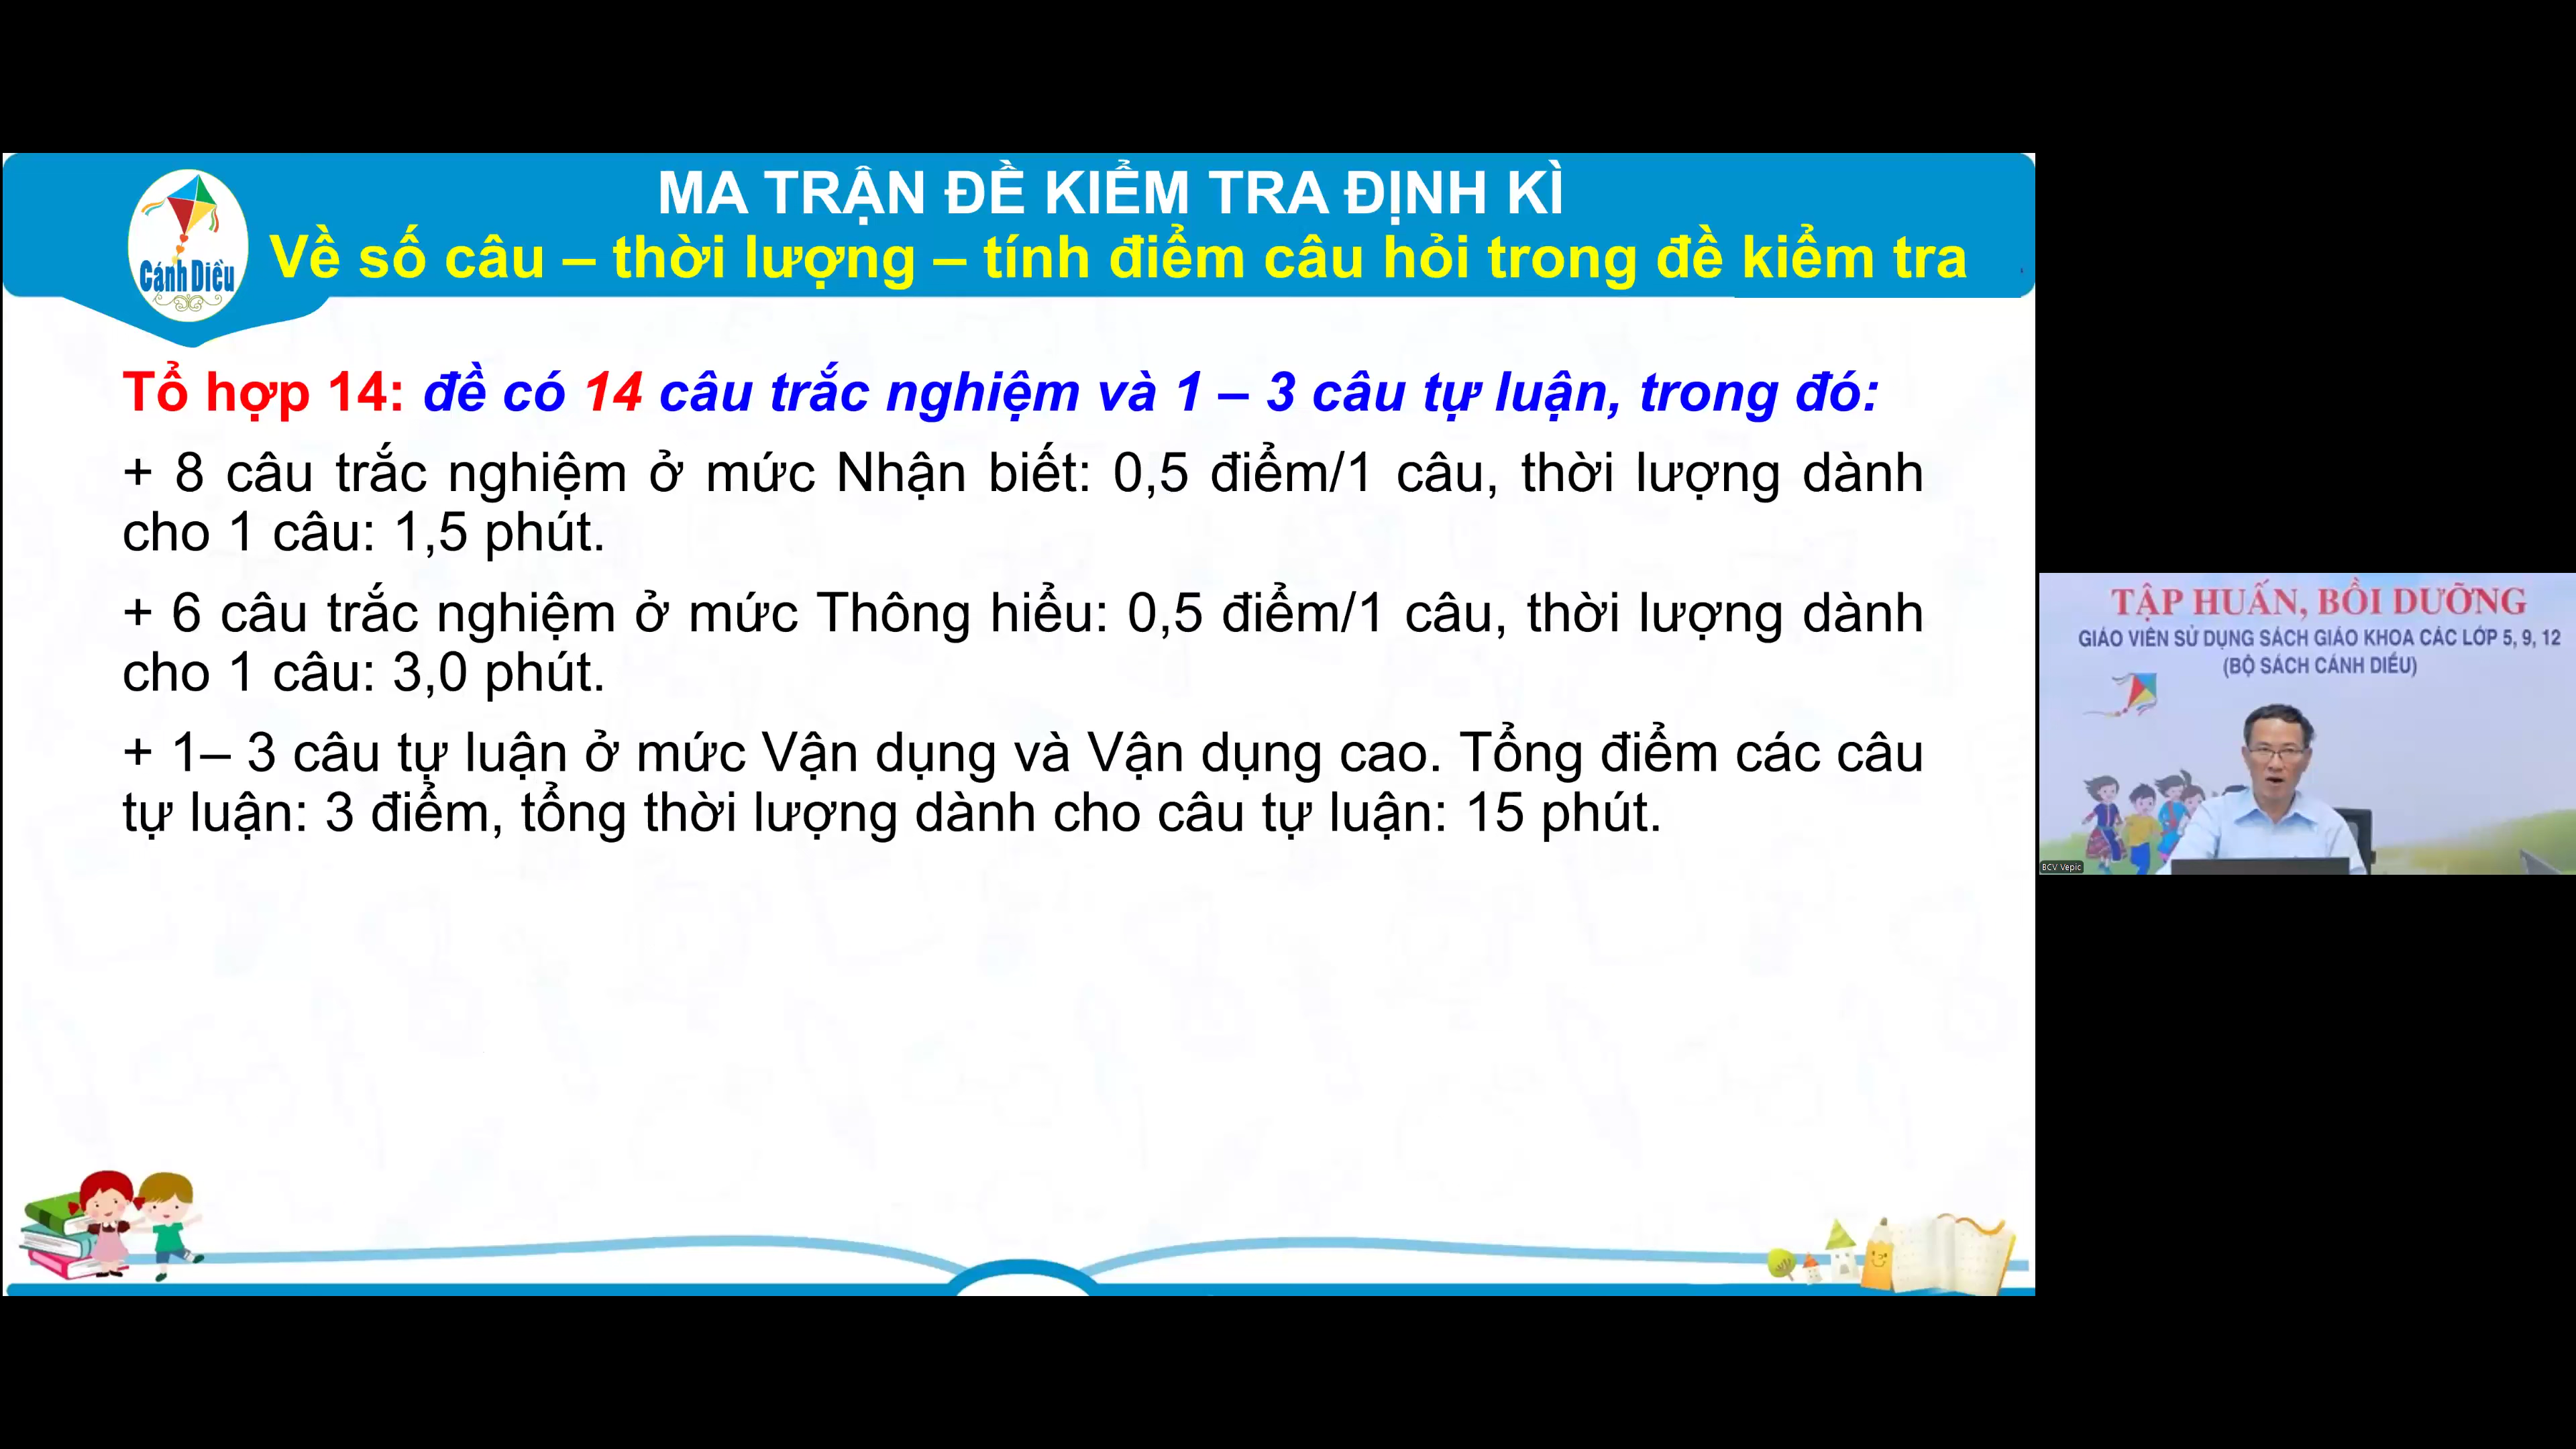 MA TRẬN ĐỀ KIỂM TRA ĐỊNH KÌ
Về số câu – thời lượng – tính điểm câu hỏi trong đề kiểm tra
Cánh Diều
Tổ hợp 14: đề có 14 câu trắc nghiệm và 1 – 3 câu tự luận, trong đó:
+ 8 câu trắc nghiệm ở mức Nhận biết: 0,5 điểm/1 câu, thời lượng dành
cho 1 câu: 1,5 phút.
+ 6 câu trắc nghiệm ở mức Thông hiểu: 0,5 điểm/1 câu, thời lượng dành
cho 1 câu: 3,0 phút.
+ 1– 3 câu tự luận ở mức Vận dụng và Vận dụng cao. Tổng điểm các câu
tự luận: 3 điểm, tổng thời lượng dành cho câu tự luận: 15 phút.
TẬP HUẤN, BỒI DƯỠNG
GIÁO VIÊN SỬ DỤNG SÁCH GIÁO KHOA CÁC LỚP 5, 9, 12
(BỘ SÁCH CÁNH DIỀU)
BCV Vepic